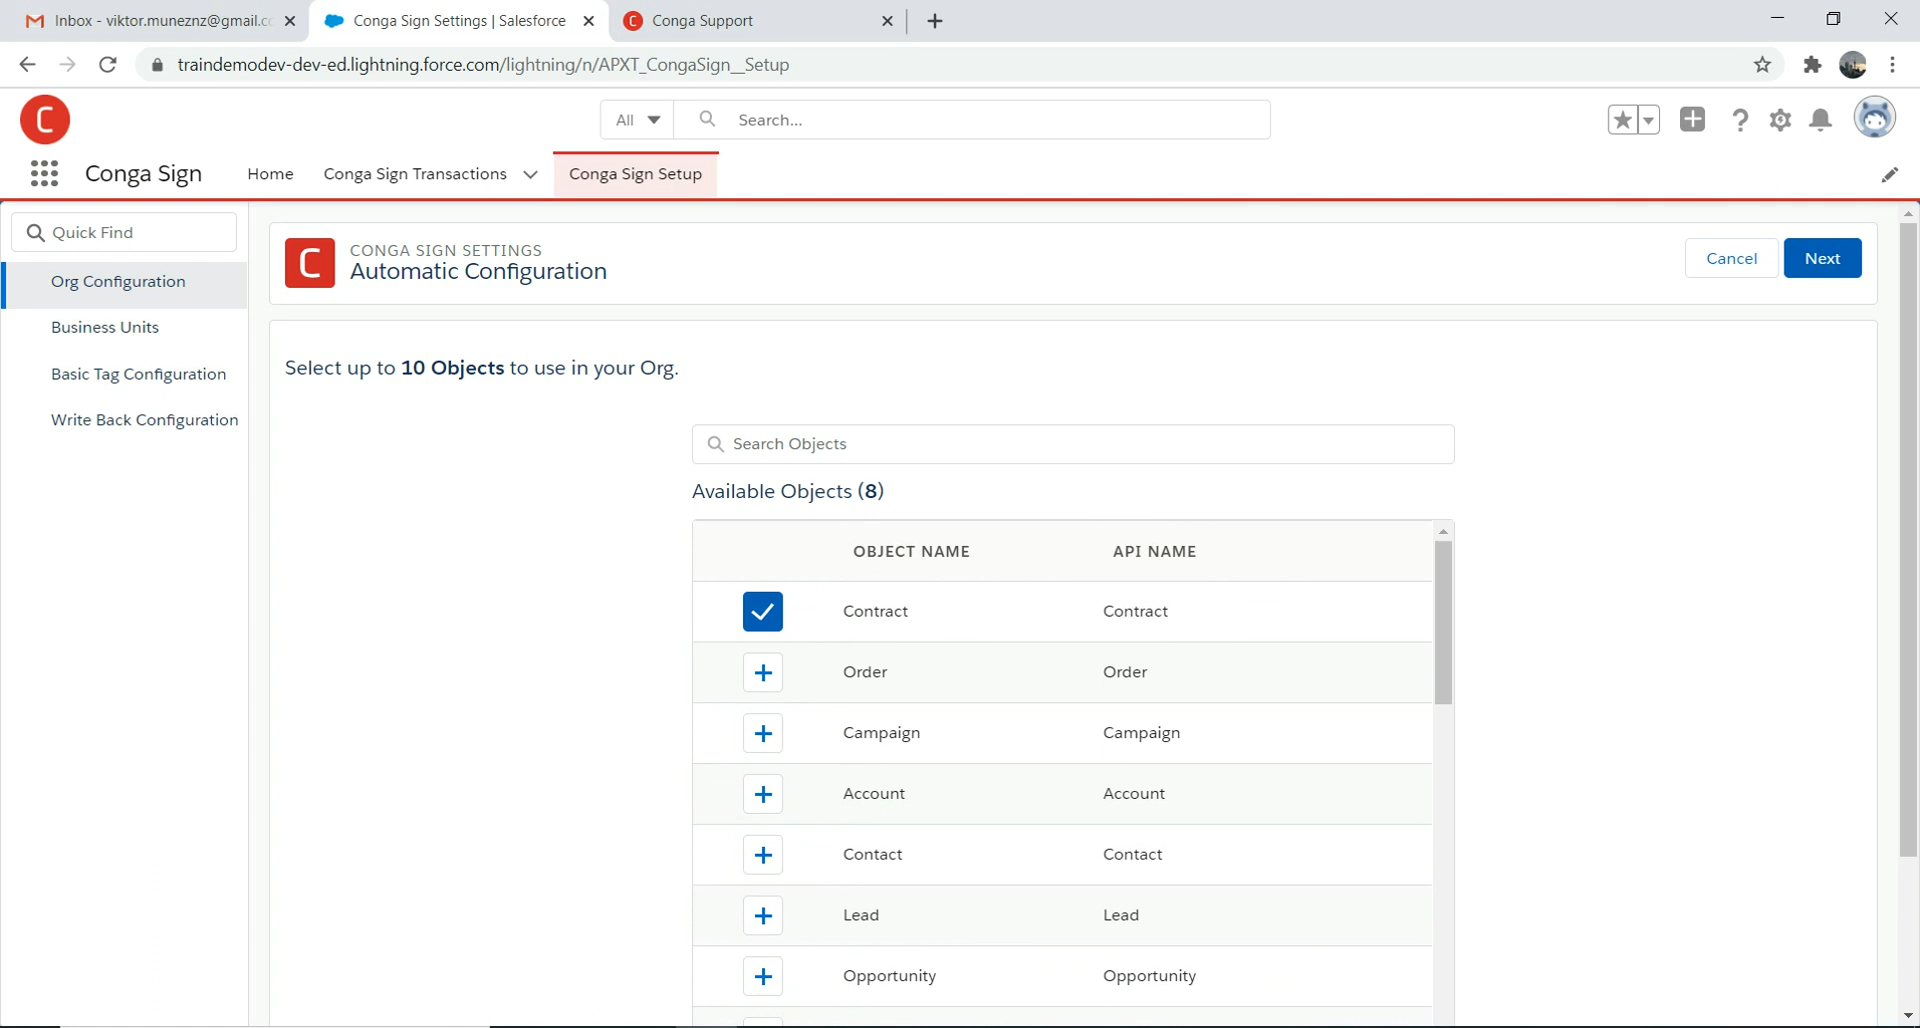 Inbox - viktor.muneznz@gmail.c
Conga Sign Settings | Salesforce
C Conga Support
traindemodev-dev-ed.lightning.force.com/lightning/n/APXT_CongaSign__Setup
C
All
Search...
Conga Sign
Home
Conga Sign Transactions
Conga Sign Setup
Quick Find
Org Configuration
Business Units
Basic Tag Configuration
Write Back Configuration
C
CONGA SIGN SETTINGS
Automatic Configuration
Cancel
Next
Select up to 10 Objects to use in your Org.
Search Objects
Available Objects (8)
OBJECT NAME API NAME
Contract Contract
Order Order
Campaign Campaign
Account Account
Contact Contact
Lead Lead
Opportunity Opportunity